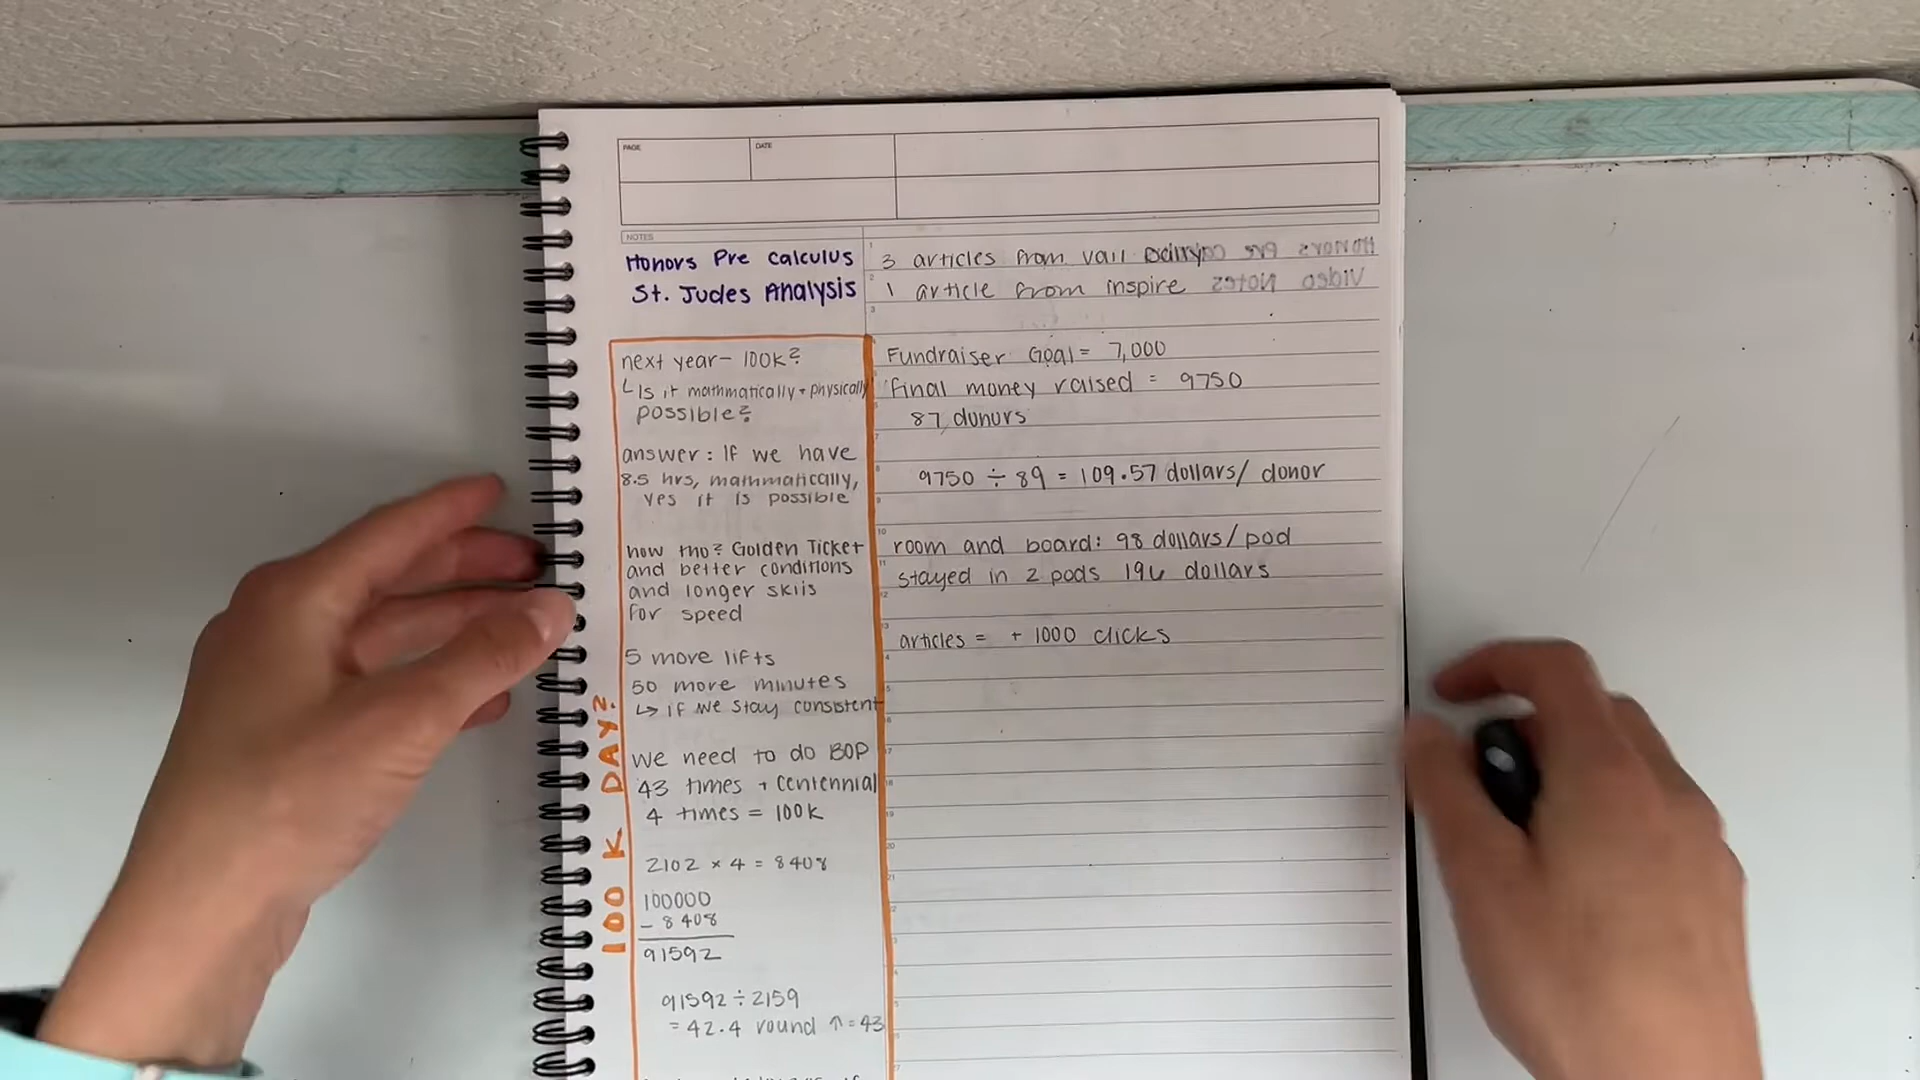 PAGE
DATE
NOTES
Honors Pre Calculus
St. Judes Analysis
3 articles from vail
1 article from inspire
next year- 100k?
↳ Is it mathmatically + physically
possible?
answer: If we have
8.5 hrs, mathmatically,
yes it is possible
how tho? Golden Ticket
and better conditions
and longer skiis
for speed
5 more lifts
50 more minutes
↳ if we stay consistent
we need to do BOP
43 times + Centennial
4 times = 100k
2102 × 4 = 8408
100000
- 8408
91592
91592 ÷ 2159
= 42.4 round ↑ = 43
100 K DAY?
Fundraiser Goal = 7,000
final money raised = 9750
87 donors
9750 ÷ 89 = 109.57 dollars/ donor
room and board: 98 dollars/pod
stayed in 2 pods 196 dollars
articles = + 1000 clicks